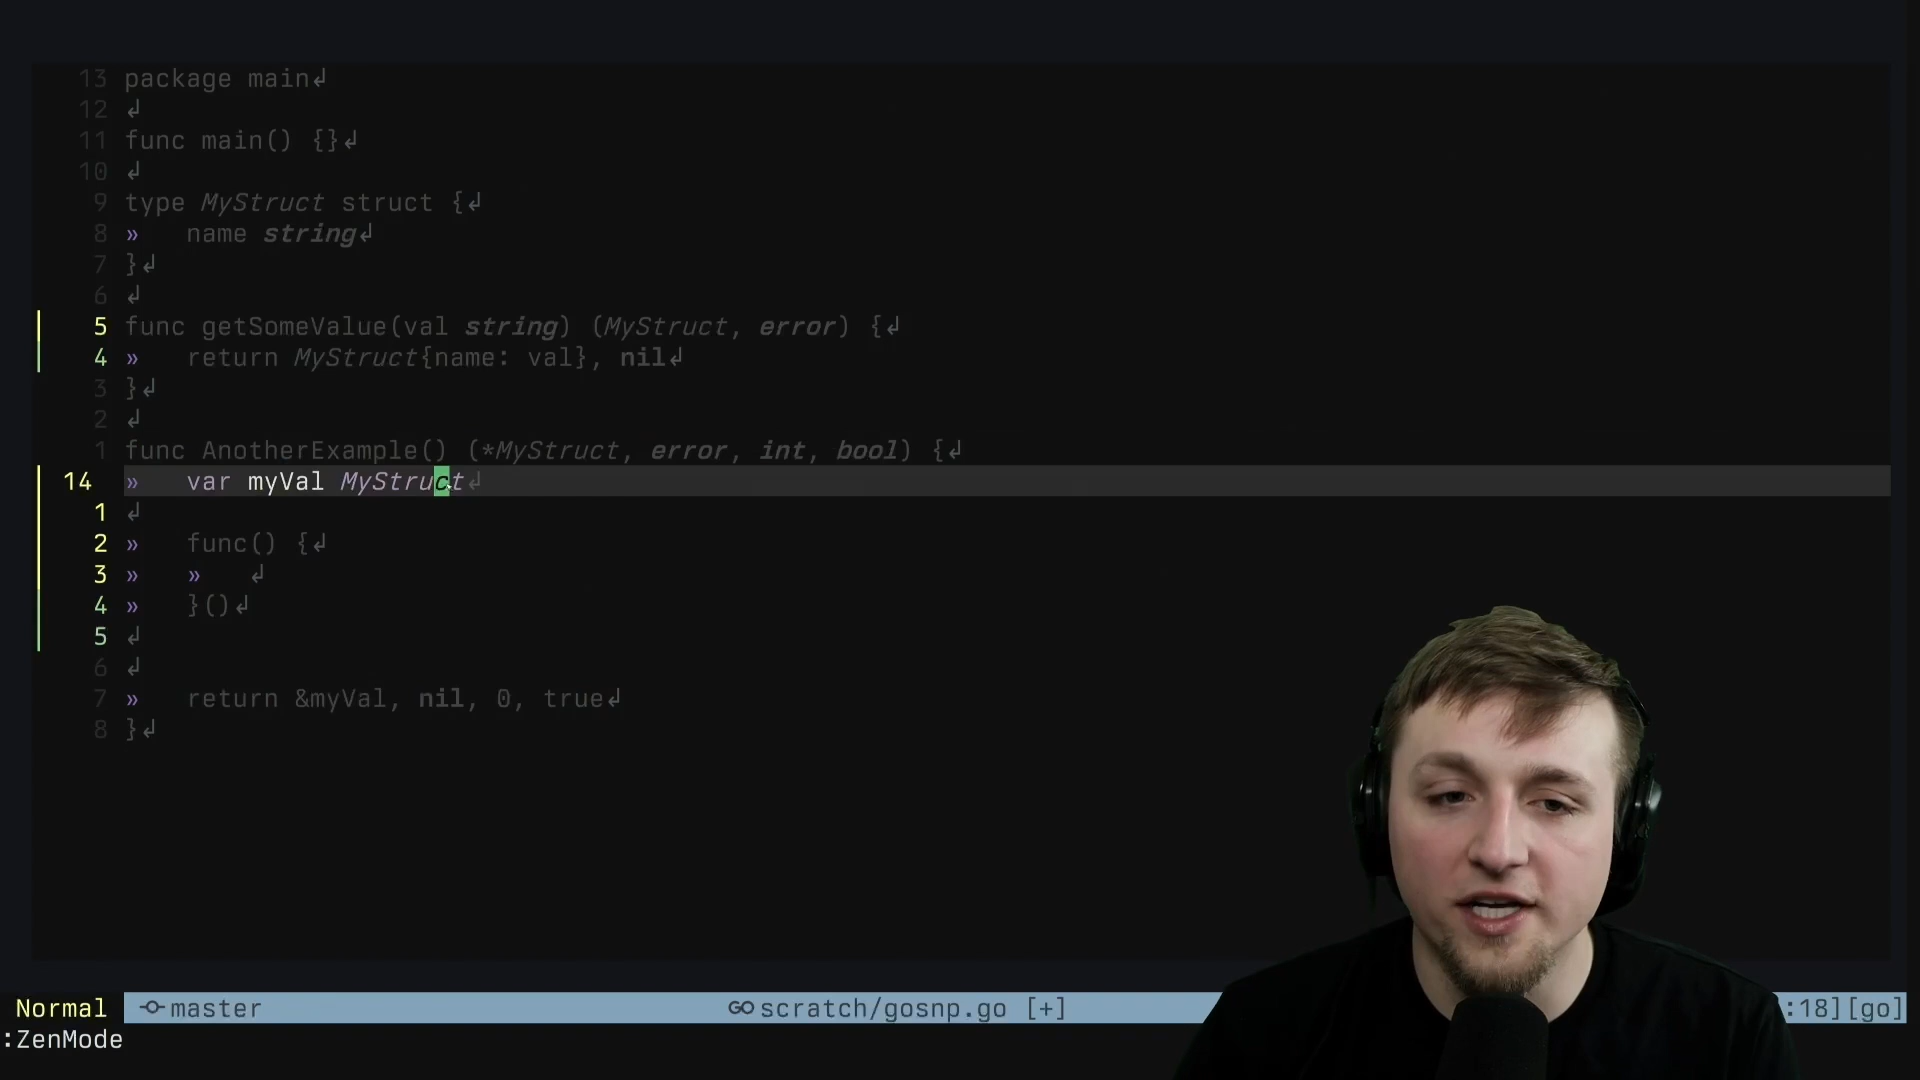 13 package main↲
12 ↲
11 func main() {}↲
10 ↲
9 type MyStruct struct {↲
8 » name string↲
7 }↲
6 ↲
5 func getSomeValue(val string) (MyStruct, error) {↲
4 » return MyStruct{name: val}, nil↲
3 }↲
2 ↲
1 func AnotherExample() (*MyStruct, error, int, bool) {↲
14 » var myVal MyStruct↲
1 ↲
2 » func() {↲
3 » » ↲
4 » }()↲
5 ↲
6 ↲
7 » return &myVal, nil, 0, true↲
8 }↲
Normal master scratch/gosnp.go [+] :18][go]
:ZenMode